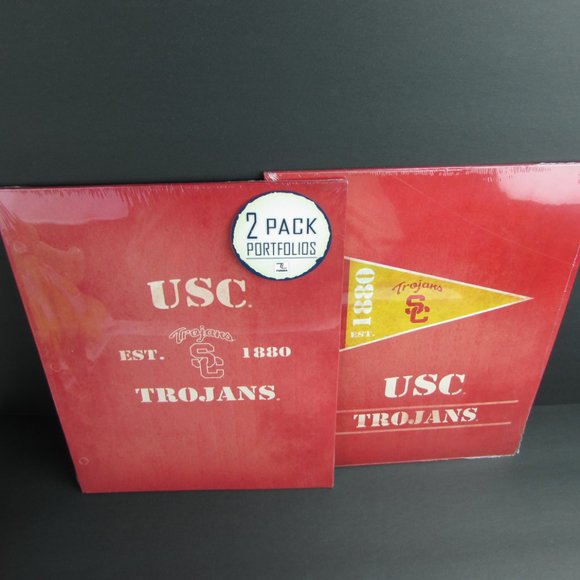 2 PACK
PORTFOLIOS
USC
Trojans
SC
EST. 1880
TROJANS
1880
EST.
Trojans
SC
USC
TROJANS